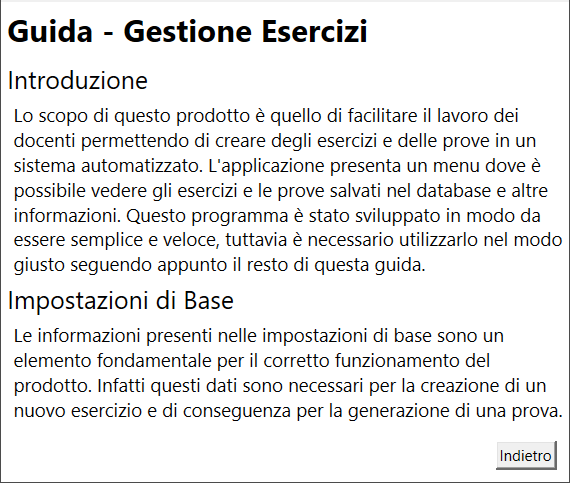 Guida - Gestione Esercizi
Introduzione
Lo scopo di questo prodotto è quello di facilitare il lavoro dei
docenti permettendo di creare degli esercizi e delle prove in un
sistema automatizzato. L'applicazione presenta un menu dove è
possibile vedere gli esercizi e le prove salvati nel database e altre
informazioni. Questo programma è stato sviluppato in modo da
essere semplice e veloce, tuttavia è necessario utilizzarlo nel modo
giusto seguendo appunto il resto di questa guida.
Impostazioni di Base
Le informazioni presenti nelle impostazioni di base sono un
elemento fondamentale per il corretto funzionamento del
prodotto. Infatti questi dati sono necessari per la creazione di un
nuovo esercizio e di conseguenza per la generazione di una prova.
Indietro